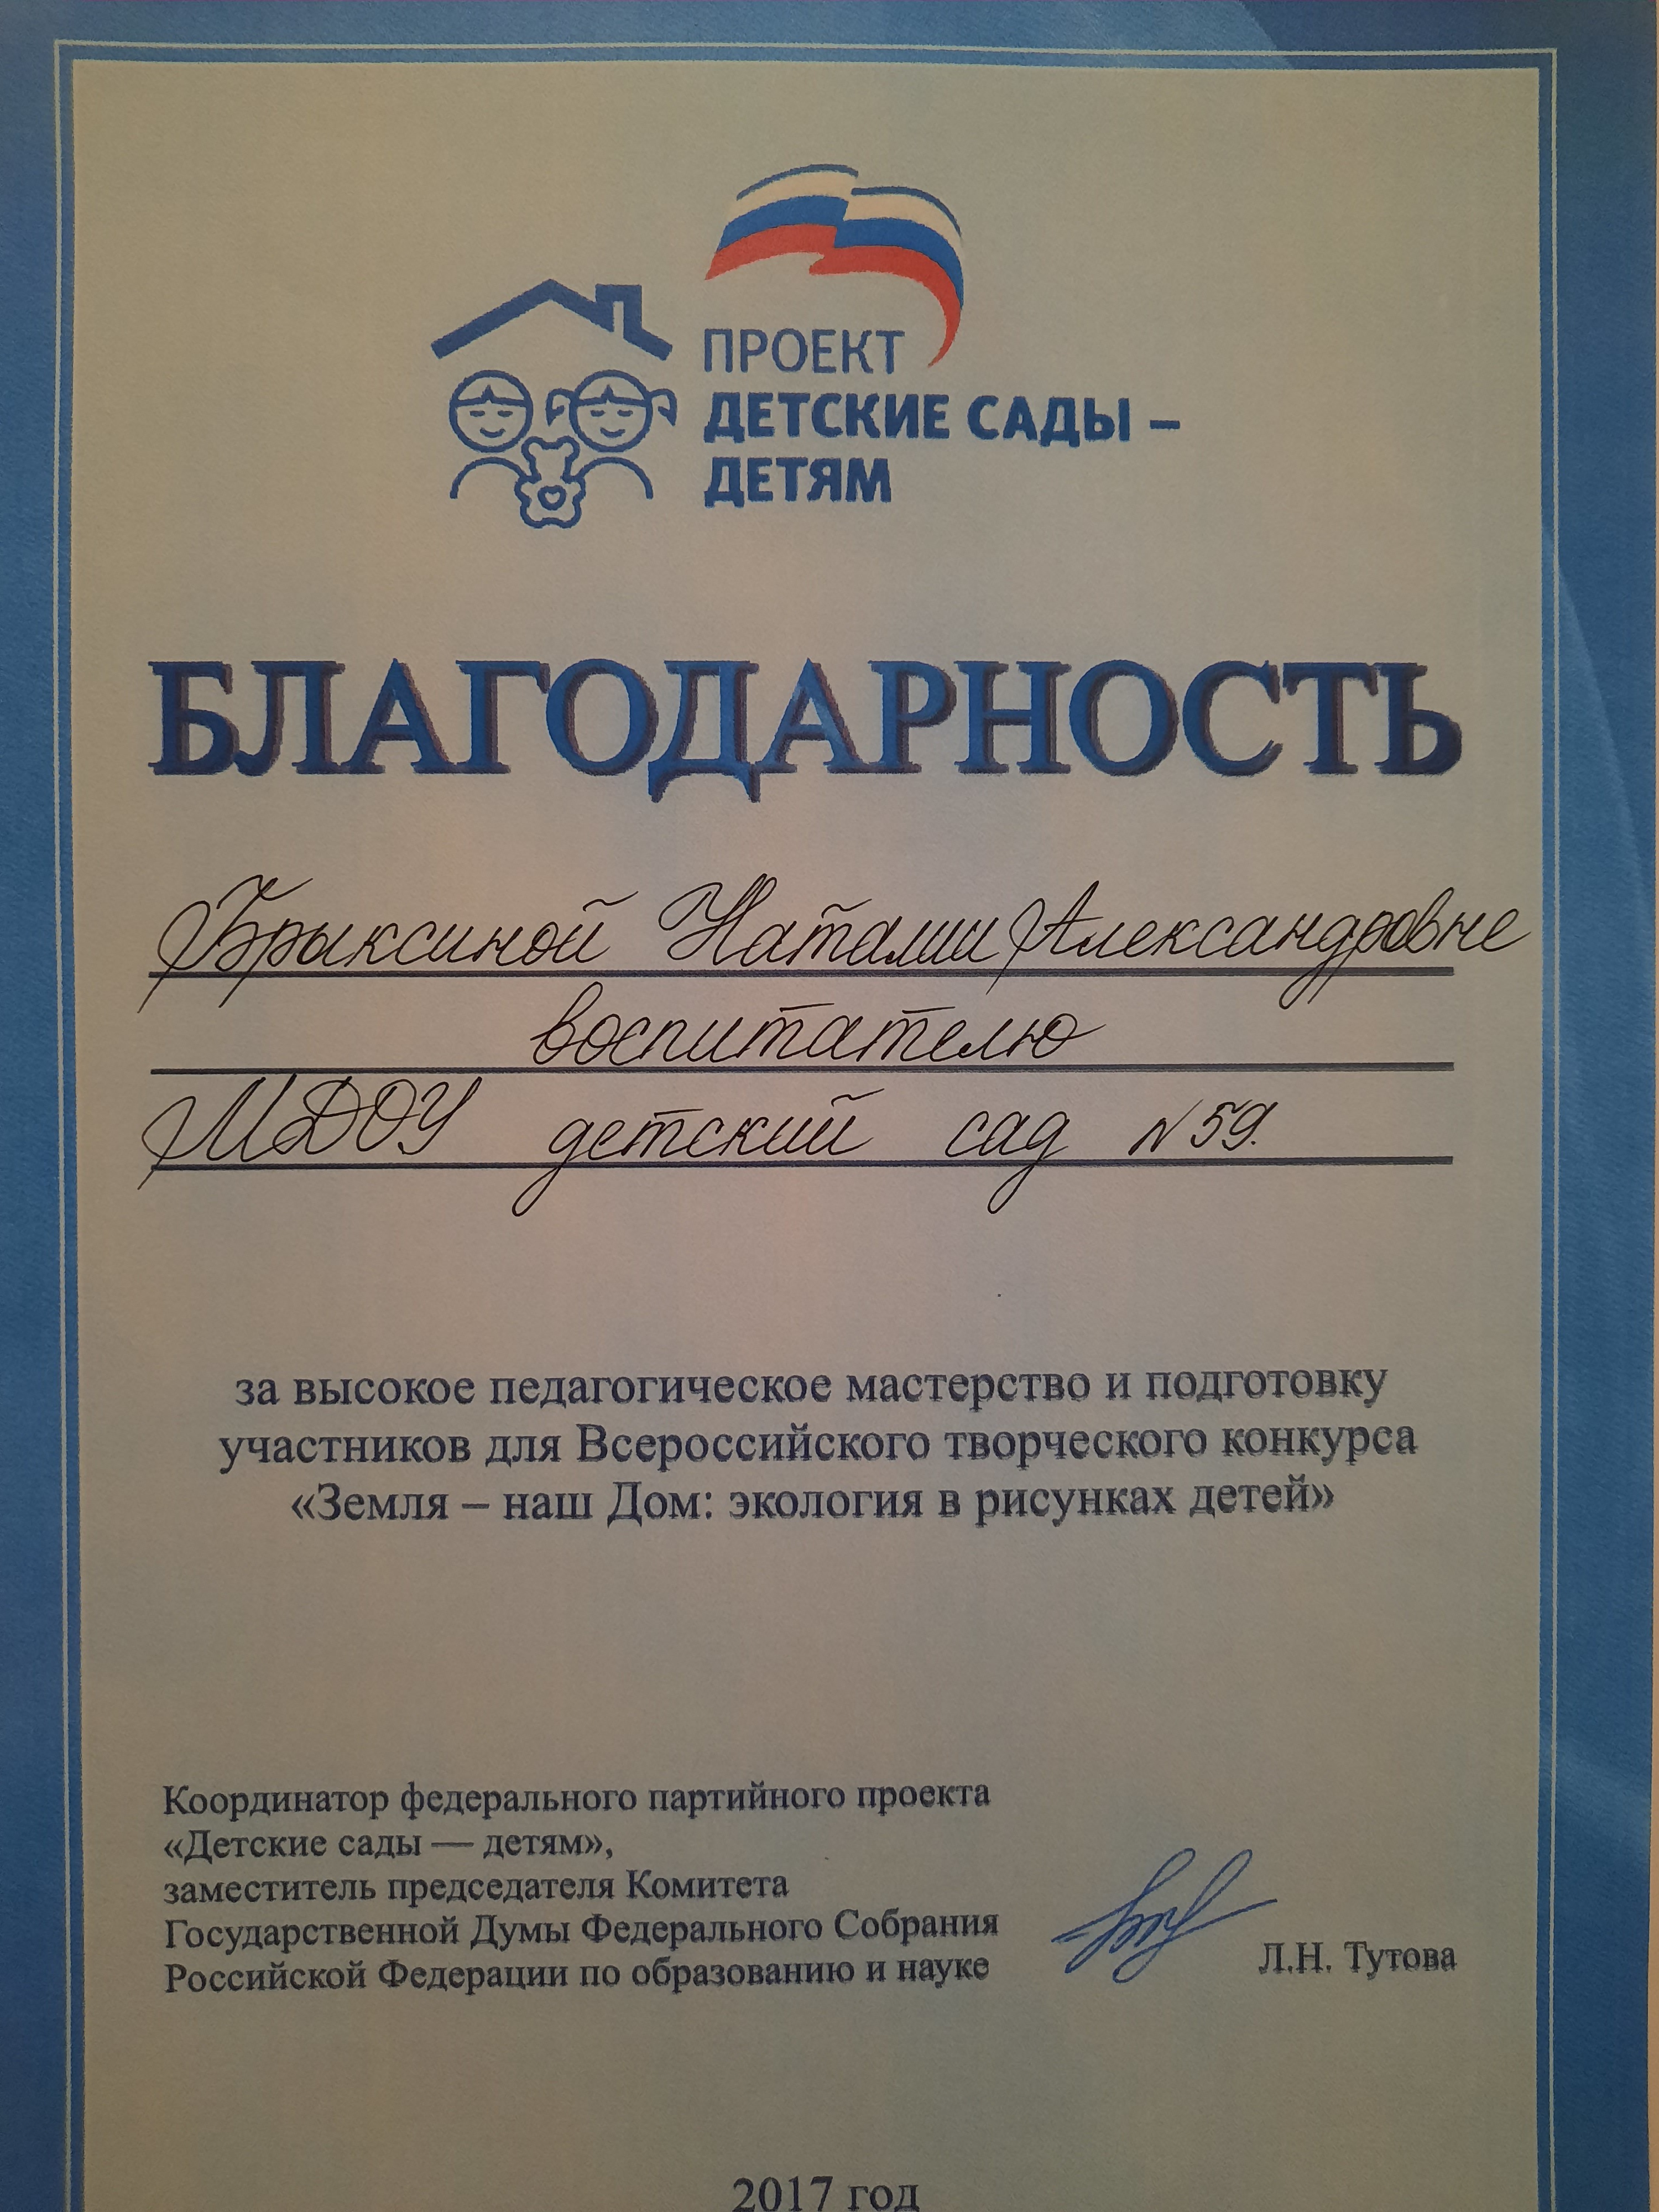 ПРОЕКТ
ДЕТСКИЕ САДЫ –
ДЕТЯМ
БЛАГОДАРНОСТЬ
Брыксиной Наталии Александровне
воспитателю
МДОУ детский сад №59.
за высокое педагогическое мастерство и подготовку
участников для Всероссийского творческого конкурса
«Земля – наш Дом: экология в рисунках детей»
Координатор федерального партийного проекта
«Детские сады — детям»,
заместитель председателя Комитета
Государственной Думы Федерального Собрания
Российской Федерации по образованию и науке
Л.Н. Тутова
2017 год